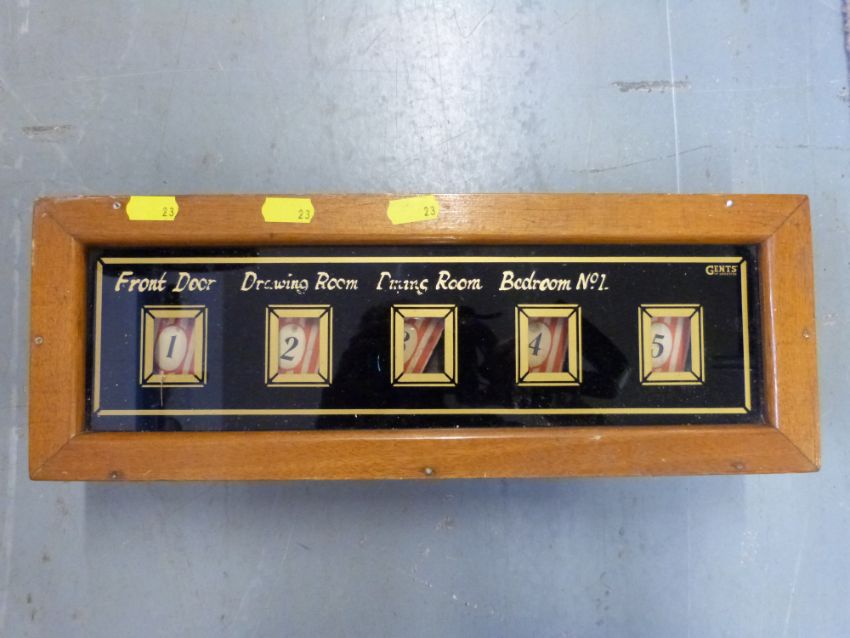 23 23 23
Front Door Drawing Room Dining Room Bedroom Nº1.
GENTS'
1 2 4 5